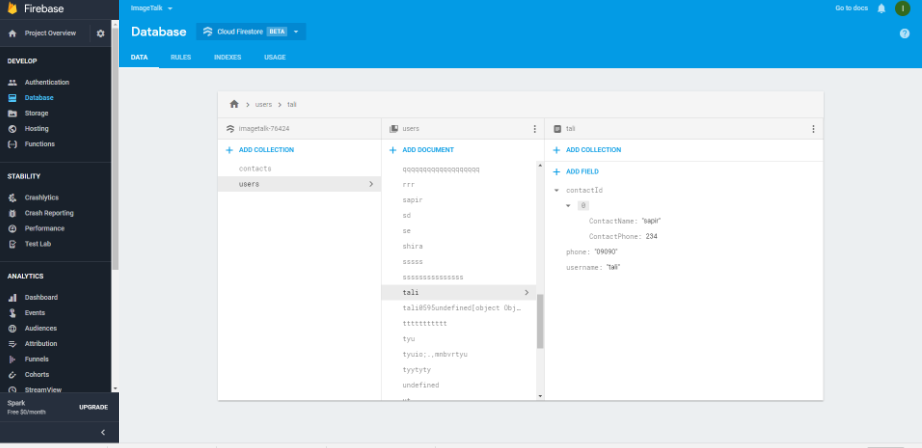 Firebase
ImageTalk
Go to docs
I
Project Overview
Database
Cloud Firestore BETA
DEVELOP
DATA RULES INDEXES USAGE
Authentication
Database
Storage
Hosting
Functions
STABILITY
Crashlytics
Crash Reporting
Performance
Test Lab
ANALYTICS
Dashboard
Events
Audiences
Attribution
Funnels
Cohorts
StreamView
Spark
Free $0/month
UPGRADE
users > tali
imagetalk-76424
ADD COLLECTION
contacts
users
users
ADD DOCUMENT
rrr
sapir
sd
se
shira
sssss
tali
tali0595undefined[object Obj…
tyu
tyuio;.,mnbvrtyu
tyytyty
undefined
tali
ADD COLLECTION
ADD FIELD
contactId
0
ContactName: "sapir"
ContactPhone: 234
phone: "09090"
username: "tali"